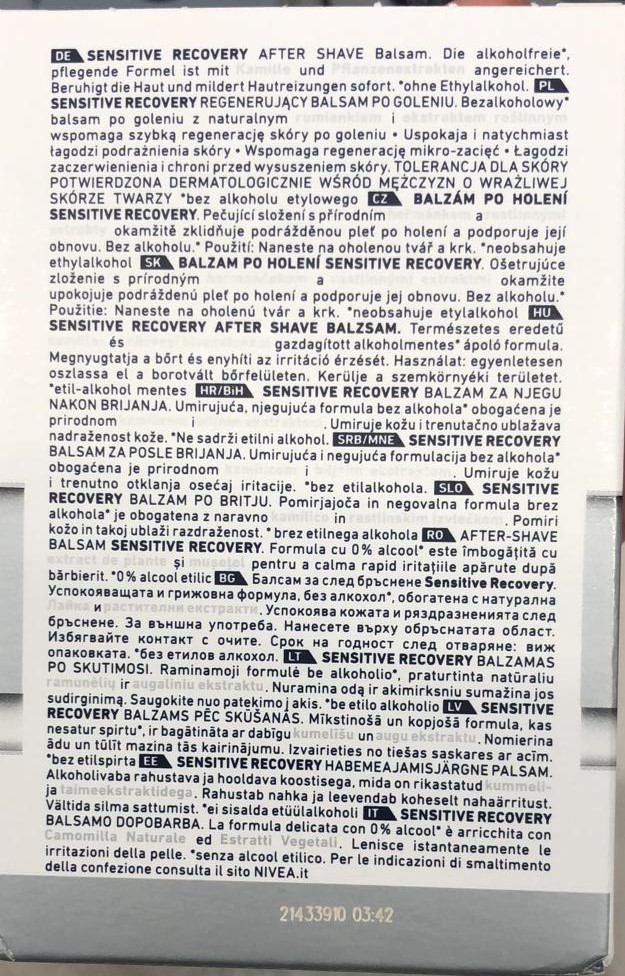 DE SENSITIVE RECOVERY AFTER SHAVE Balsam. Die alkoholfreie*,
pflegende Formel ist mit Kamille und Pflanzenextrakten angereichert.
Beruhigt die Haut und mildert Hautreizungen sofort. *ohne Ethylalkohol. PL
SENSITIVE RECOVERY REGENERUJĄCY BALSAM PO GOLENIU. Bezalkoholowy*
balsam po goleniu z naturalnym rumiankiem i ekstraktem roślinnym
wspomaga szybką regenerację skóry po goleniu • Uspokaja i natychmiast
łagodzi podrażnienia skóry • Wspomaga regenerację mikro-zacięć • Łagodzi
zaczerwienienia i chroni przed wysuszeniem skóry. TOLERANCJA DLA SKÓRY
POTWIERDZONA DERMATOLOGICZNIE WŚRÓD MĘŻCZYZN O WRAŻLIWEJ
SKÓRZE TWARZY *bez alkoholu etylowego CZ BALZÁM PO HOLENÍ
SENSITIVE RECOVERY. Pečující složení s přírodním heřmánkem a rostlinnými
extrakty okamžitě zklidňuje podrážděnou pleť po holení a podporuje její
obnovu. Bez alkoholu.* Použití: Naneste na oholenou tvář a krk. *neobsahuje
ethylalkohol SK BALZAM PO HOLENÍ SENSITIVE RECOVERY. Ošetrujúce
zloženie s prírodným a okamžite
upokojuje podráždenú pleť po holení a podporuje jej obnovu. Bez alkoholu.*
Použitie: Naneste na oholenú tvár a krk. *neobsahuje etylalkohol HU
SENSITIVE RECOVERY AFTER SHAVE BALZSAM. Természetes eredetű
és gazdagított alkoholmentes* ápoló formula.
Megnyugtatja a bőrt és enyhíti az irritáció érzését. Használat: egyenletesen
oszlassa el a borotvált bőrfelületen. Kerülje a szemkörnyéki területet.
*etil-alkohol mentes HR/BiH SENSITIVE RECOVERY BALZAM ZA NJEGU
NAKON BRIJANJA. Umirujuća, njegujuća formula bez alkohola* obogaćena je
prirodnom i . Umiruje kožu i trenutačno ublažava
nadraženost kože. *Ne sadrži etilni alkohol. SRB/MNE SENSITIVE RECOVERY
BALSAM ZA POSLE BRIJANJA. Umirujuća i negujuća formulacija bez alkohola*
obogaćena je prirodnom kamilicom i biljnim ekstraktom. Umiruje kožu
i trenutno otklanja osećaj iritacije. *bez etilalkohola. SLO SENSITIVE
RECOVERY BALZAM PO BRITJU. Pomirjajoča in negovalna formula brez
alkohola* je obogatena z naravno kamilico in rastlinskim izvlečkom. Pomiri
kožo in takoj ublaži razdraženost. * brez etilnega alkohola RO AFTER-SHAVE
BALSAM SENSITIVE RECOVERY. Formula cu 0% alcool* este îmbogățită cu
extract de plante și mușețel pentru a calma rapid iritațiile apărute după
bărbierit. *0% alcool etilic BG Балсам за след бръснене Sensitive Recovery.
Успокояващата и грижовна формула, без алкохол*, обогатена с натурална
Лайка и растителни екстракти. Успокоява кожата и раздразненията след
бръснене. За външна употреба. Нанесете върху обръснатата област.
Избягвайте контакт с очите. Срок на годност след отваряне: виж
опаковката. *без етилов алкохол. LT SENSITIVE RECOVERY BALZAMAS
PO SKUTIMOSI. Raminamoji formulė be alkoholio*, praturtinta natūraliu
ramunėlių ir augaliniu ekstraktu. Nuramina odą ir akimirksniu sumažina jos
sudirginimą. Saugokite nuo patekimo į akis. *be etilo alkoholio LV SENSITIVE
RECOVERY BALZAMS PĒC SKŪŠANĀS. Mīkstinošā un kopjošā formula, kas
nesatur spirtu*, ir bagātināta ar dabīgu kumelīšu un augu ekstraktu. Nomierina
ādu un tūlīt mazina tās kairinājumu. Izvairieties no tiešas saskares ar acīm.
*bez etilspirta EE SENSITIVE RECOVERY HABEMEAJAMISJÄRGNE PALSAM.
Alkoholivaba rahustava ja hooldava koostisega, mida on rikastatud kummeli-
ja taimeekstraktidega. Rahustab nahka ja leevendab koheselt nahaärritust.
Vältida silma sattumist. *ei sisalda etüülalkoholi IT SENSITIVE RECOVERY
BALSAMO DOPOBARBA. La formula delicata con 0% alcool* è arricchita con
Camomilla Naturale ed Estratti Vegetali. Lenisce istantaneamente le
irritazioni della pelle. *senza alcool etilico. Per le indicazioni di smaltimento
della confezione consulta il sito NIVEA.it
21433910 03:42